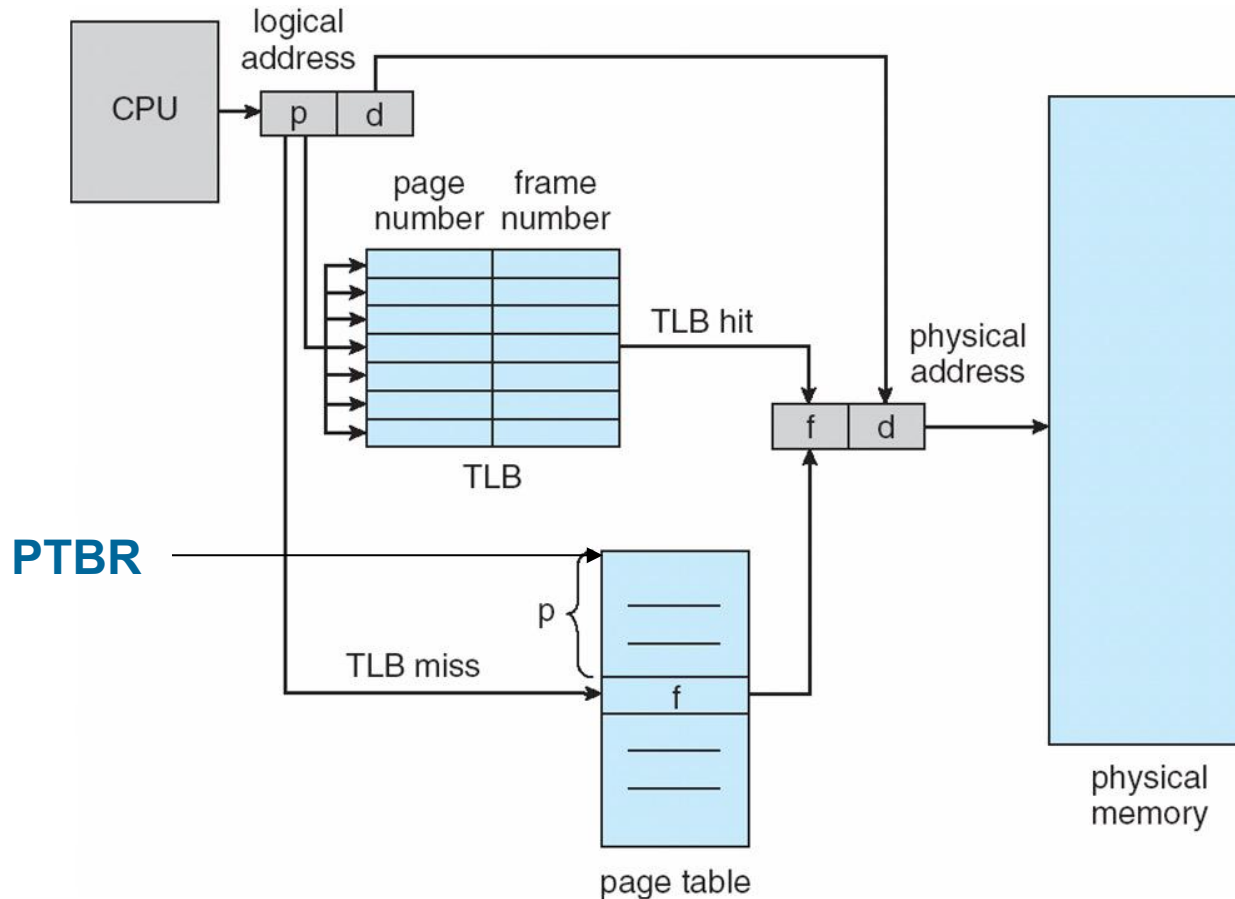 logical
address
CPU
p
d
page
number
frame
number
TLB hit
physical
address
f
d
TLB
PTBR
p
TLB miss
f
physical
memory
page table